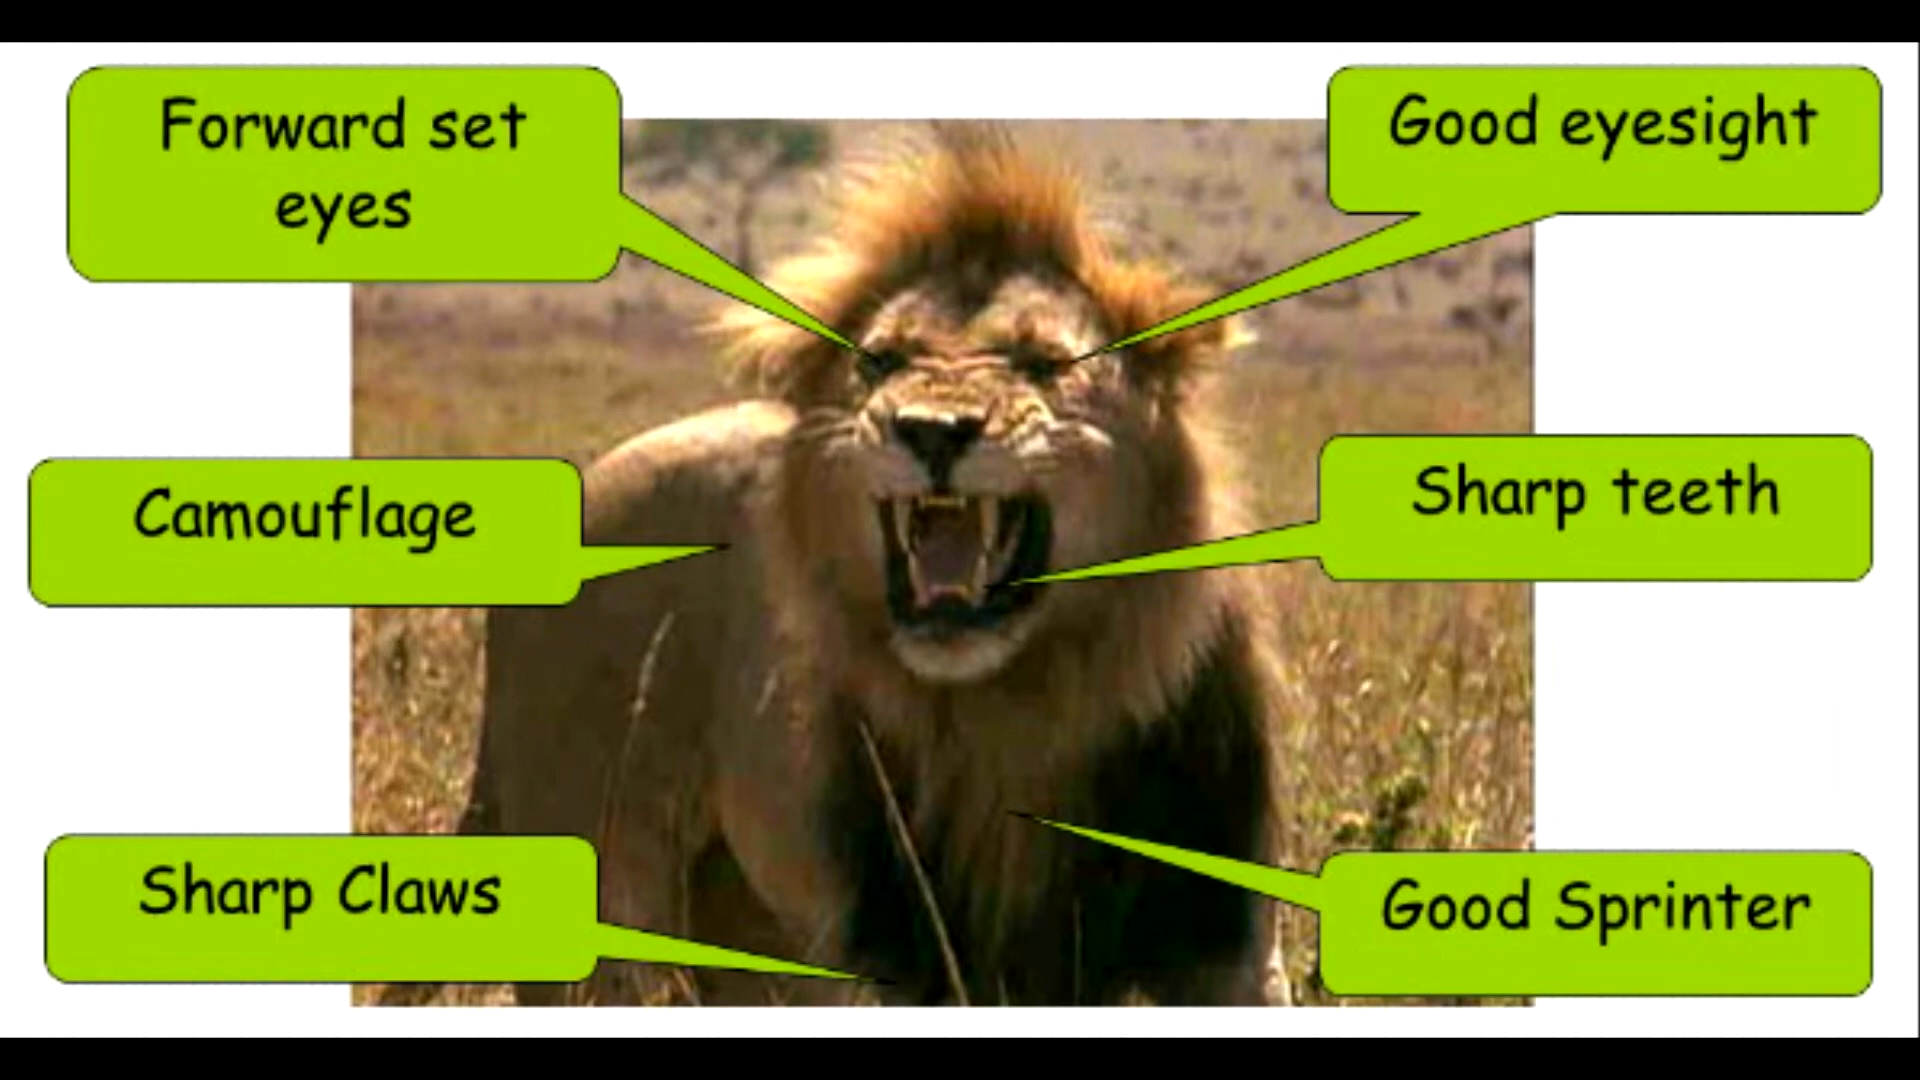 Forward set
eyes
Good eyesight
Camouflage
Sharp teeth
Sharp Claws
Good Sprinter